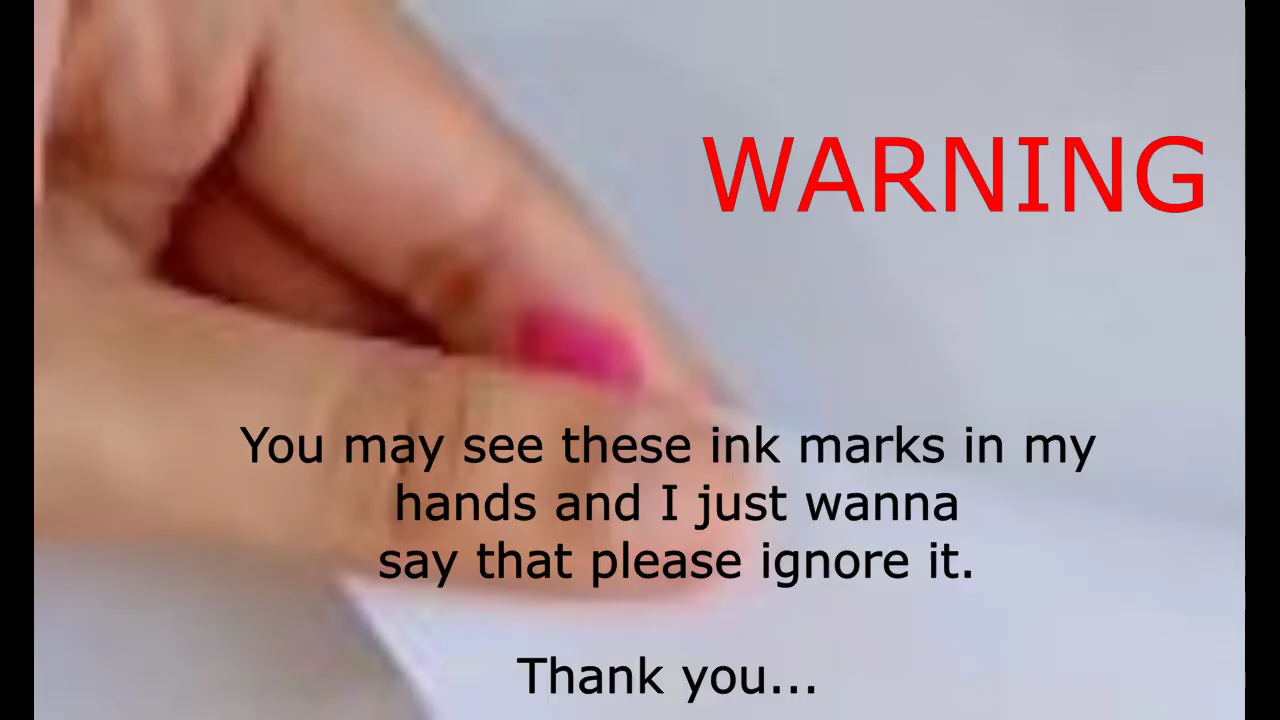 WARNING
You may see these ink marks in my
hands and I just wanna
say that please ignore it.
Thank you...